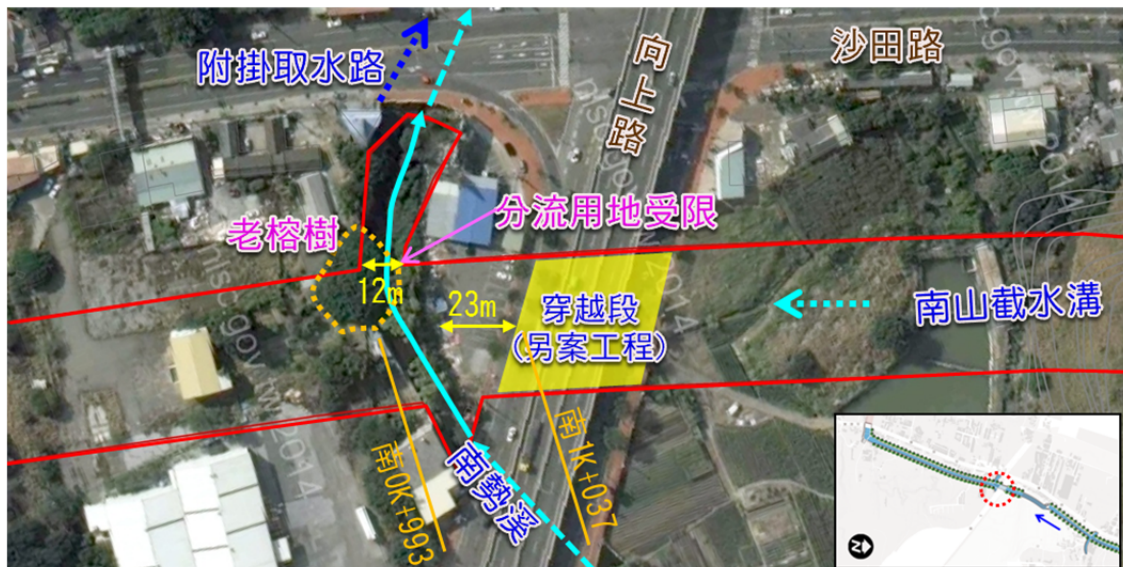 附掛取水路
向上路
沙田路
老榕樹
分流用地受限
12m
23m
穿越段
(另案工程)
南山截水溝
南0K+993
南勢溪
南1K+037
N